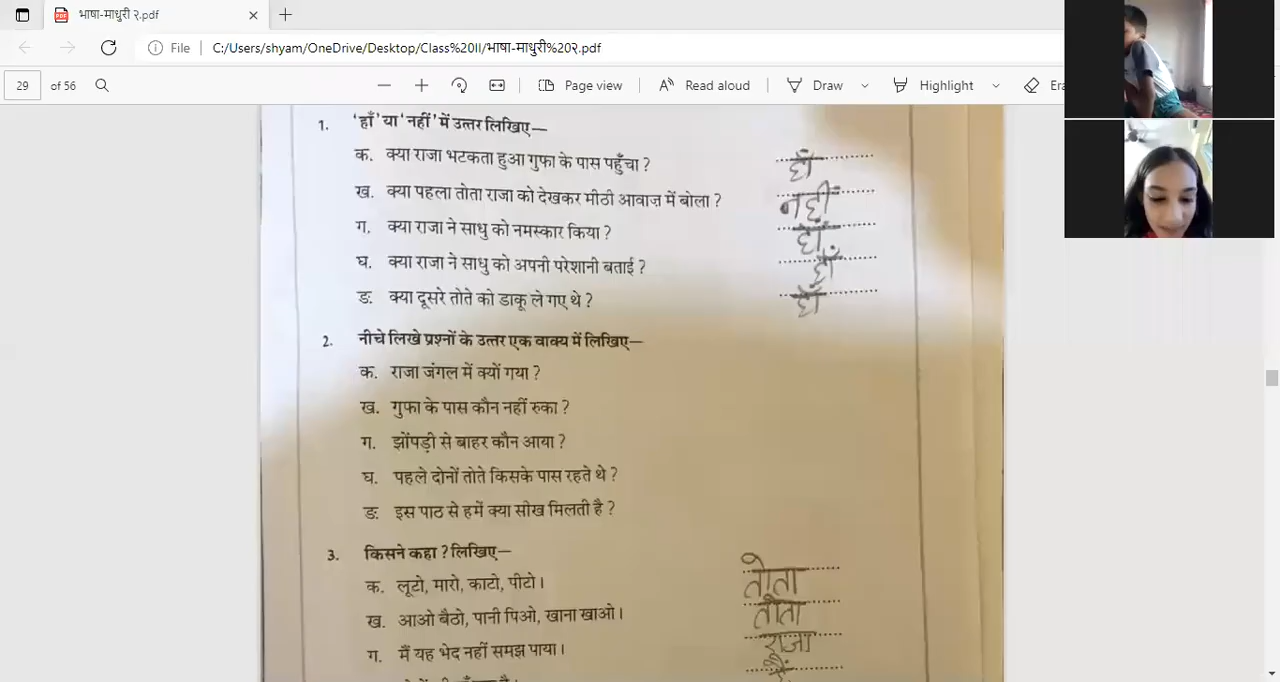 भाषा-माधुरी २.pdf
File C:/Users/shyam/OneDrive/Desktop/Class%20II/भाषा-माधुरी%20२.pdf
29 of 56 Page view Read aloud Draw Highlight Era
1. 'हाँ' या 'नहीं' में उत्तर लिखिए—
क. क्या राजा भटकता हुआ गुफा के पास पहुँचा ? हाँ
ख. क्या पहला तोता राजा को देखकर मीठी आवाज़ में बोला ? नहीं
ग. क्या राजा ने साधु को नमस्कार किया ? हाँ
घ. क्या राजा ने साधु को अपनी परेशानी बताई ? हाँ
ङ. क्या दूसरे तोते को डाकू ले गए थे ? हाँ
2. नीचे लिखे प्रश्नों के उत्तर एक वाक्य में लिखिए—
क. राजा जंगल में क्यों गया ?
ख. गुफा के पास कौन नहीं रुका ?
ग. झोंपड़ी से बाहर कौन आया ?
घ. पहले दोनों तोते किसके पास रहते थे ?
ङ. इस पाठ से हमें क्या सीख मिलती है ?
3. किसने कहा ? लिखिए—
क. लूटो, मारो, काटो, पीटो। तोता
ख. आओ बैठो, पानी पिओ, खाना खाओ। तोता
ग. मैं यह भेद नहीं समझ पाया। राजा